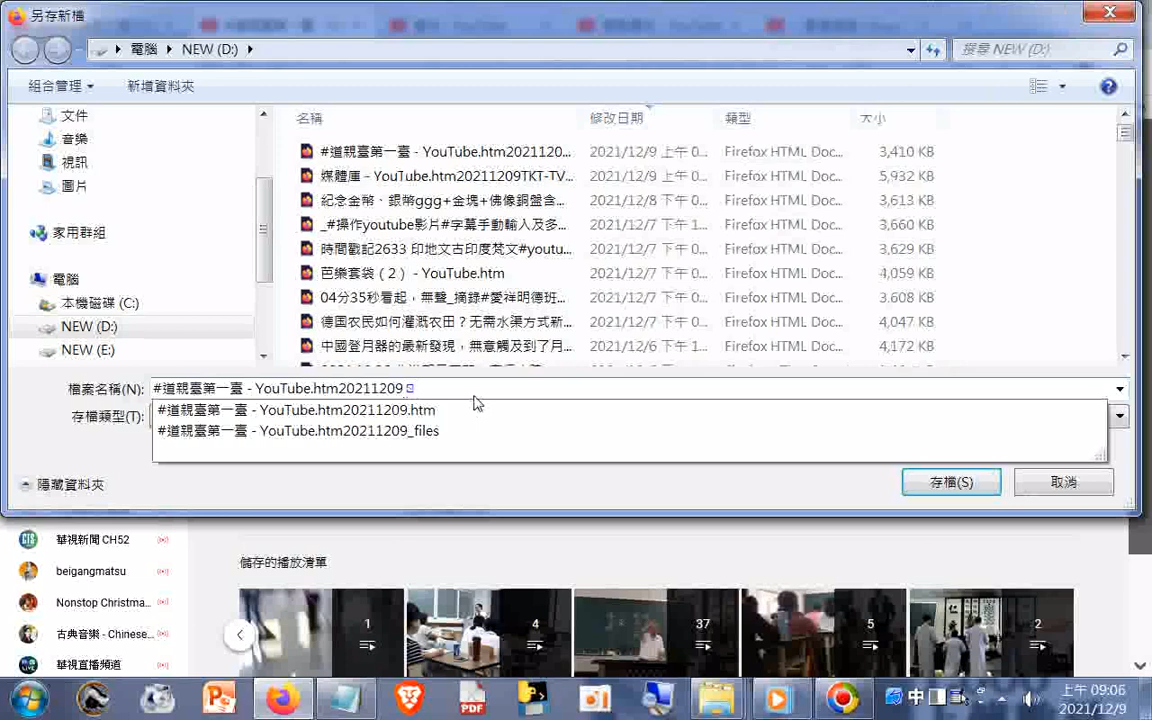 另存新檔
電腦 NEW (D:)
搜尋 NEW (D:)
組合管理 新增資料夾
文件
音樂
視訊
圖片
家用群組
電腦
本機磁碟 (C:)
NEW (D:)
NEW (E:)
名稱 修改日期 類型 大小
#道親臺第一臺 - YouTube.htm2021120... 2021/12/9 上午 0... Firefox HTML Doc... 3,410 KB
媒體庫 - YouTube.htm20211209TKT-TV... 2021/12/9 上午 0... Firefox HTML Doc... 5,932 KB
紀念金幣、銀幣ggg+金塊+佛像銅盤含... 2021/12/8 下午 0... Firefox HTML Doc... 3,613 KB
_#操作youtube影片#字幕手動輸入及多... 2021/12/7 下午 1... Firefox HTML Doc... 3,660 KB
時間戳記2633 印地文古印度梵文#youtu... 2021/12/7 下午 0... Firefox HTML Doc... 3,629 KB
芭樂套袋（2） - YouTube.htm 2021/12/7 下午 0... Firefox HTML Doc... 4,059 KB
04分35秒看起，無聲_摘錄#愛祥明德班... 2021/12/7 下午 0... Firefox HTML Doc... 3,608 KB
德国农民如何灌溉农田？无需水渠方式新... 2021/12/7 下午 0... Firefox HTML Doc... 4,047 KB
中國登月器的最新發現，無意觸及到了月... 2021/12/6 下午 1... Firefox HTML Doc... 4,172 KB
檔案名稱(N): #道親臺第一臺 - YouTube.htm20211209
存檔類型(T):
#道親臺第一臺 - YouTube.htm20211209.htm
#道親臺第一臺 - YouTube.htm20211209_files
隱藏資料夾
存檔(S) 取消
華視新聞 CH52
beigangmatsu
Nonstop Christma...
古典音樂 - Chinese...
華視直播頻道
儲存的播放清單
1 4 37 5 2
中
上午 09:06
2021/12/9